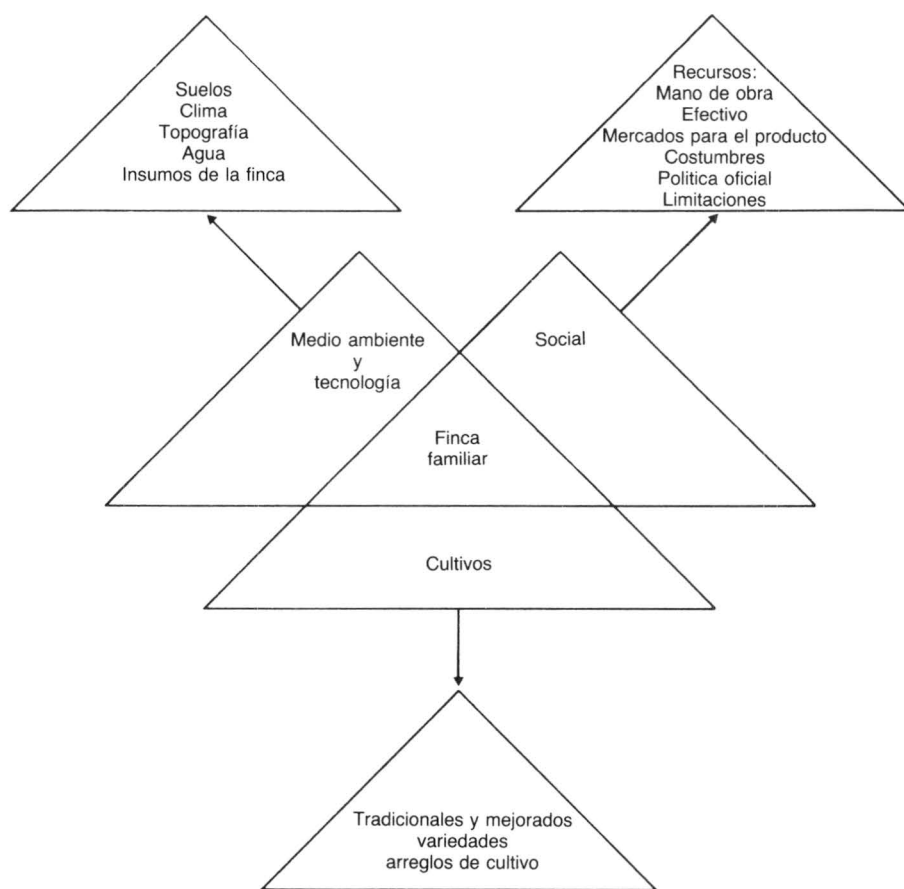 Suelos
Clima
Topografía
Agua
Insumos de la finca
Recursos:
Mano de obra
Efectivo
Mercados para el producto
Costumbres
Politica oficial
Limitaciones
Medio ambiente
y
tecnología
Social
Finca
familiar
Cultivos
Tradicionales y mejorados
variedades
arreglos de cultivo